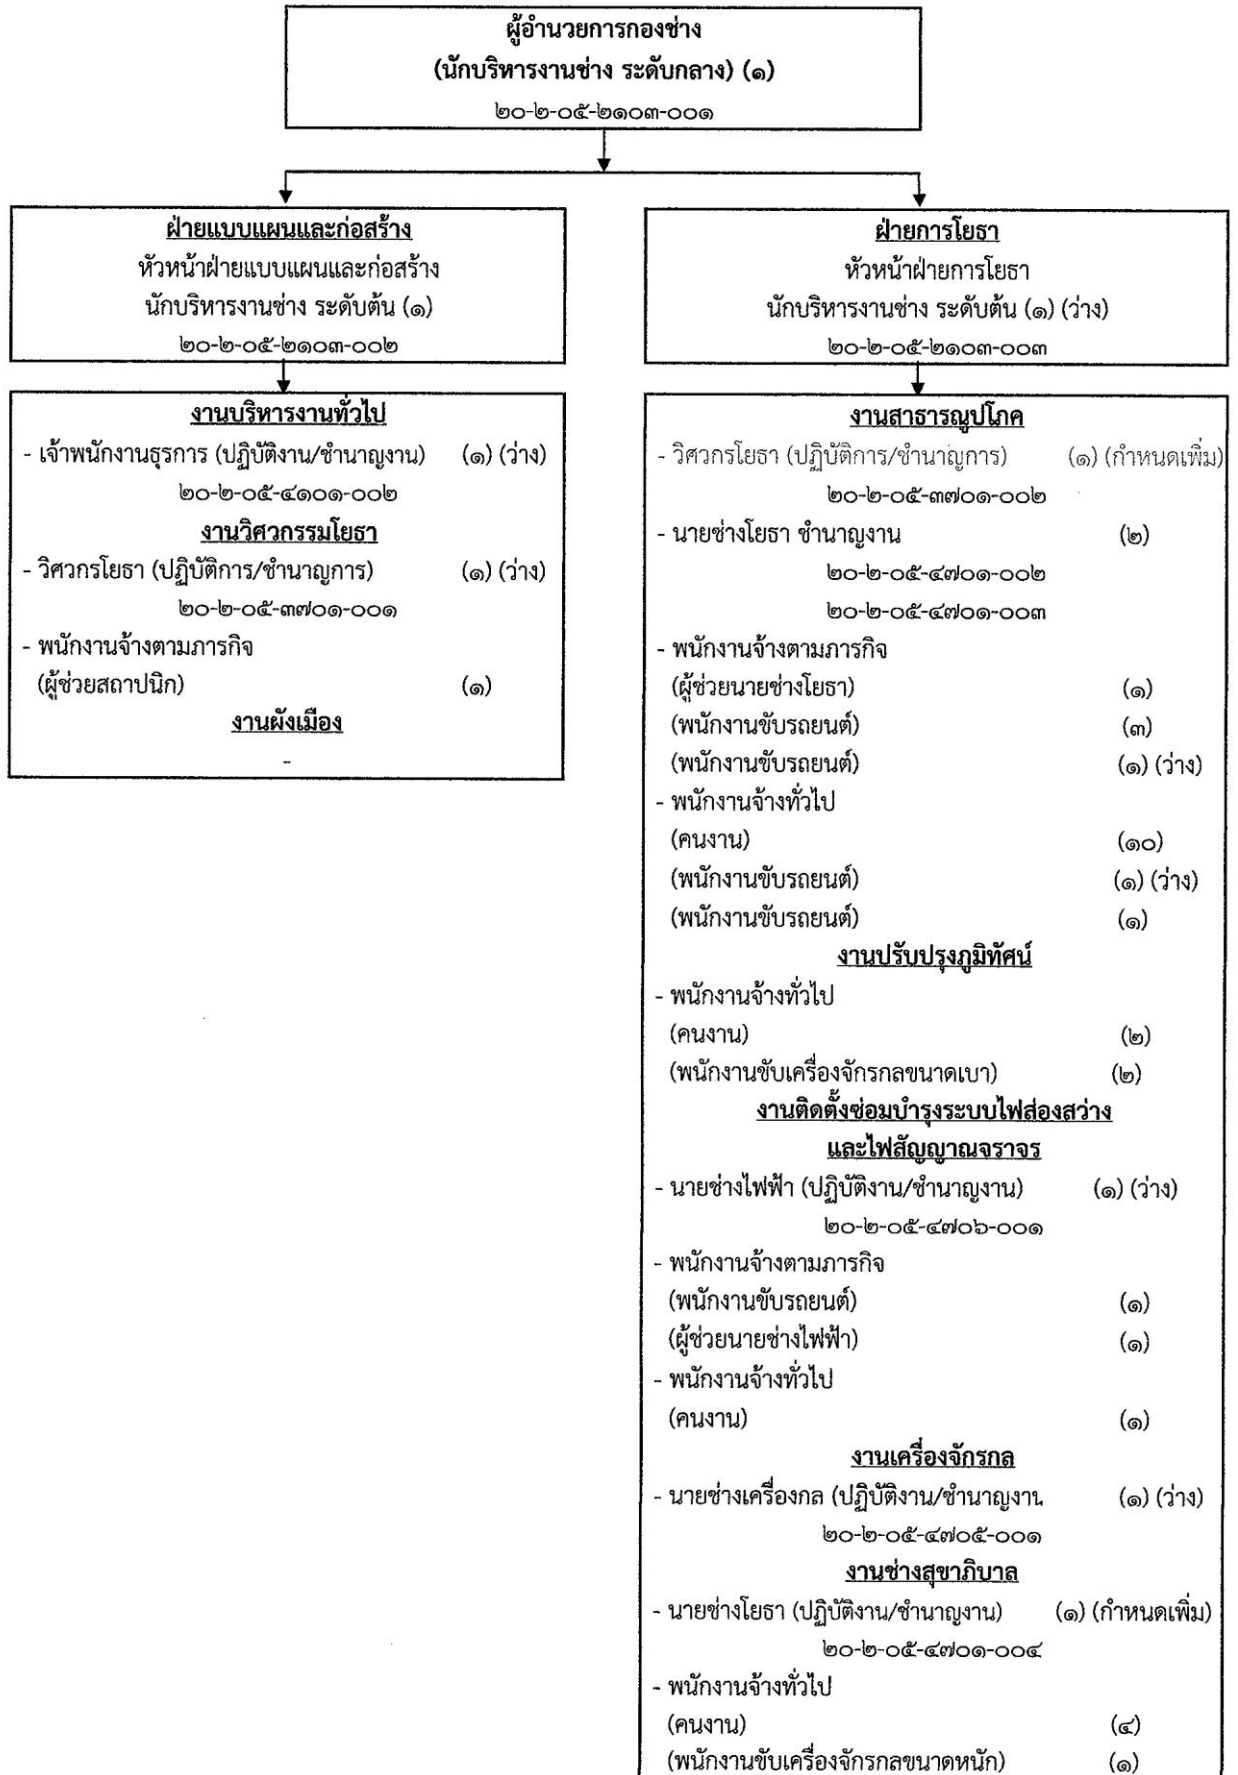 ผู้อำนวยการกองช่าง
(นักบริหารงานช่าง ระดับกลาง) (๑)
๒๐-๒-๐๕-๒๑๐๓-๐๐๑
ฝ่ายแบบแผนและก่อสร้าง
หัวหน้าฝ่ายแบบแผนและก่อสร้าง
นักบริหารงานช่าง ระดับต้น (๑)
๒๐-๒-๐๕-๒๑๐๓-๐๐๒
งานบริหารงานทั่วไป
- เจ้าพนักงานธุรการ (ปฏิบัติงาน/ชำนาญงาน) (๑) (ว่าง)
๒๐-๒-๐๕-๔๑๐๑-๐๐๒
งานวิศวกรรมโยธา
- วิศวกรโยธา (ปฏิบัติการ/ชำนาญการ) (๑) (ว่าง)
๒๐-๒-๐๕-๓๗๐๑-๐๐๑
- พนักงานจ้างตามภารกิจ
(ผู้ช่วยสถาปนิก) (๑)
งานผังเมือง
-
ฝ่ายการโยธา
หัวหน้าฝ่ายการโยธา
นักบริหารงานช่าง ระดับต้น (๑) (ว่าง)
๒๐-๒-๐๕-๒๑๐๓-๐๐๓
งานสาธารณูปโภค
- วิศวกรโยธา (ปฏิบัติการ/ชำนาญการ) (๑) (กำหนดเพิ่ม)
๒๐-๒-๐๕-๓๗๐๑-๐๐๒
- นายช่างโยธา ชำนาญงาน (๒)
๒๐-๒-๐๕-๔๗๐๑-๐๐๒
๒๐-๒-๐๕-๔๗๐๑-๐๐๓
- พนักงานจ้างตามภารกิจ
(ผู้ช่วยนายช่างโยธา) (๑)
(พนักงานขับรถยนต์) (๓)
(พนักงานขับรถยนต์) (๑) (ว่าง)
- พนักงานจ้างทั่วไป
(คนงาน) (๑๐)
(พนักงานขับรถยนต์) (๑) (ว่าง)
(พนักงานขับรถยนต์) (๑)
งานปรับปรุงภูมิทัศน์
- พนักงานจ้างทั่วไป
(คนงาน) (๒)
(พนักงานขับเครื่องจักรกลขนาดเบา) (๒)
งานติดตั้งซ่อมบำรุงระบบไฟส่องสว่าง
และไฟสัญญาณจราจร
- นายช่างไฟฟ้า (ปฏิบัติงาน/ชำนาญงาน) (๑) (ว่าง)
๒๐-๒-๐๕-๔๗๐๖-๐๐๑
- พนักงานจ้างตามภารกิจ
(พนักงานขับรถยนต์) (๑)
(ผู้ช่วยนายช่างไฟฟ้า) (๑)
- พนักงานจ้างทั่วไป
(คนงาน) (๑)
งานเครื่องจักรกล
- นายช่างเครื่องกล (ปฏิบัติงาน/ชำนาญงาน (๑) (ว่าง)
๒๐-๒-๐๕-๔๗๐๕-๐๐๑
งานช่างสุขาภิบาล
- นายช่างโยธา (ปฏิบัติงาน/ชำนาญงาน) (๑) (กำหนดเพิ่ม)
๒๐-๒-๐๕-๔๗๐๑-๐๐๔
- พนักงานจ้างทั่วไป
(คนงาน) (๔)
(พนักงานขับเครื่องจักรกลขนาดหนัก) (๑)